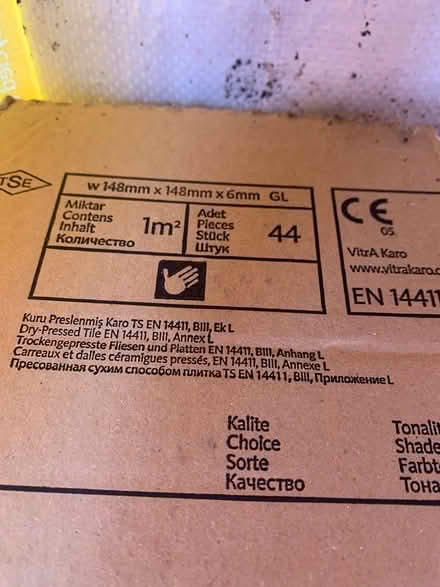 TSE
W 148mm x 148mm x 6mm GL
Miktar
Contens
Inhalt
Количество
1m²
Adet
Pieces
Stück
Штук
44
CE
05
VitrA Karo
www.vitrakaro.c
EN 14411
Kuru Preslenmiş Karo TS EN 14411, BIII, Ek L
Dry-Pressed Tile EN 14411, BIII, Annex L
Trockengepresste Fliesen und Platten EN 14411, BIII, Anhang L
Carreaux et dalles céramiques pressés, EN 14411, BIII, Annexe L
Пресованная сухим способом плитка TS EN 14411, BIII, Приложение L
Kalite
Choice
Sorte
Качество
Tonalit
Shade
Farbt
Тона